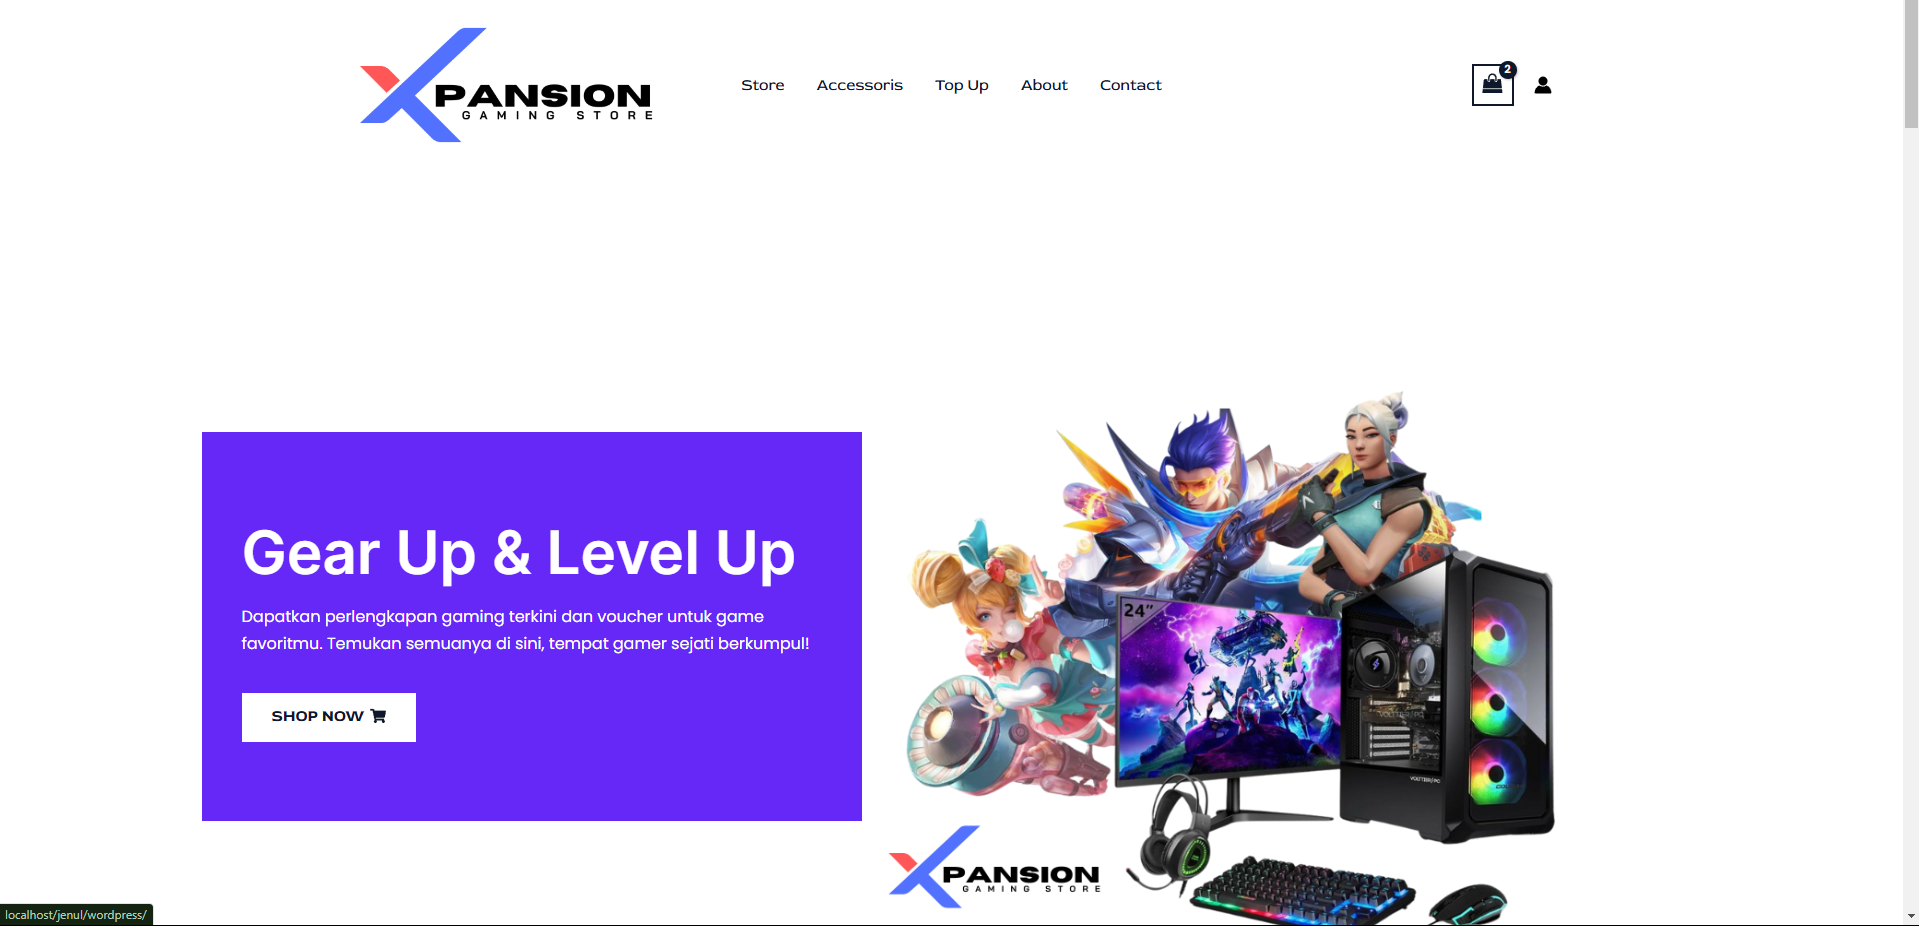 XPANSION
GAMING STORE
Store
Accessoris
Top Up
About
Contact
2
Gear Up & Level Up
Dapatkan perlengkapan gaming terkini dan voucher untuk game
favoritmu. Temukan semuanya di sini, tempat gamer sejati berkumpul!
SHOP NOW
24”
XPANSION
GAMING STORE
localhost/jenul/wordpress/